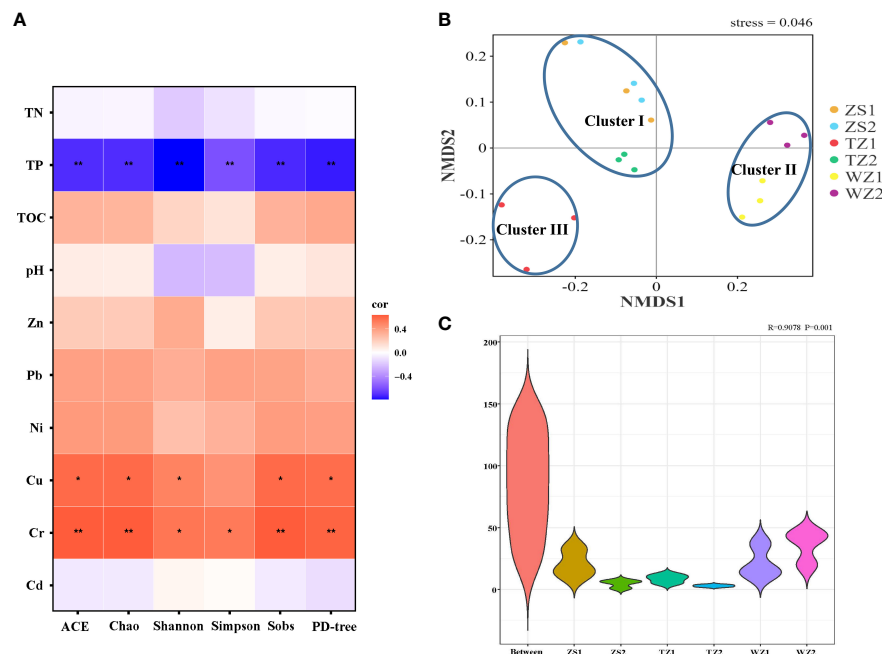 A
TN
TP
** ** ** ** ** **
TOC
pH
Zn
Pb
Ni
Cu
* * * * *
Cr
** ** * * ** **
Cd
ACE Chao Shannon Simpson Sobs PD-tree
cor
0.4
0.0
−0.4
B
stress = 0.046
NMDS2
0.2
0.1
0
-0.1
-0.2
Cluster I
Cluster II
Cluster III
-0.2 0 0.2
NMDS1
ZS1
ZS2
TZ1
TZ2
WZ1
WZ2
C
R=0.9078 P=0.001
200
150
100
50
0
Between ZS1 ZS2 TZ1 TZ2 WZ1 WZ2